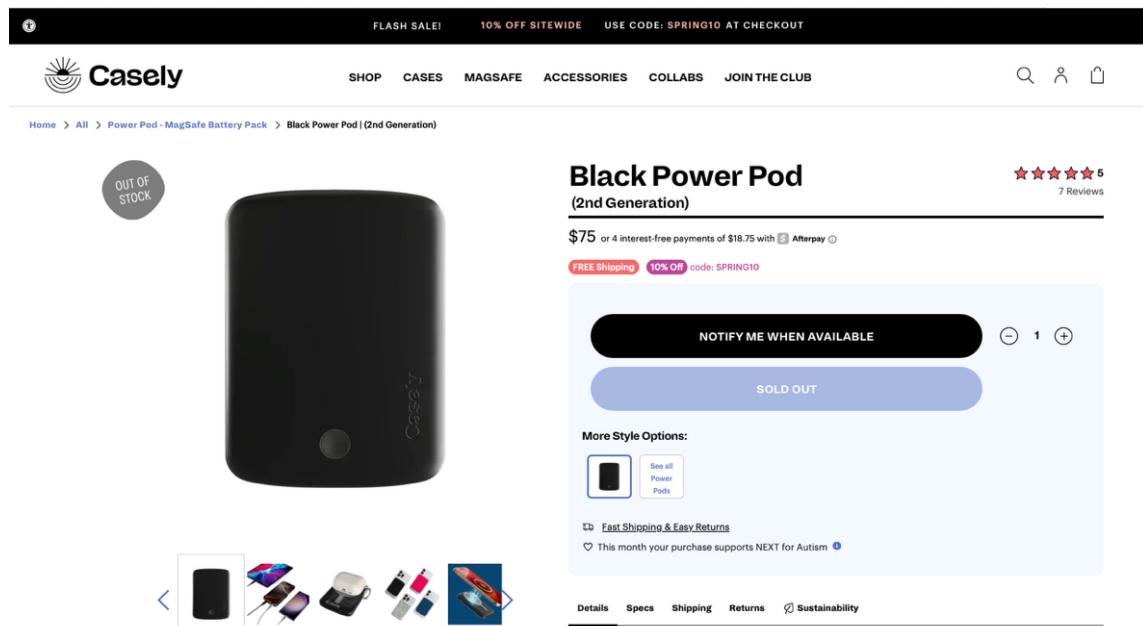 FLASH SALE! 10% OFF SITEWIDE USE CODE: SPRING10 AT CHECKOUT
Casely
SHOP CASES MAGSAFE ACCESSORIES COLLABS JOIN THE CLUB
Home > All > Power Pod - MagSafe Battery Pack > Black Power Pod | (2nd Generation)
OUT OF
STOCK
Casely
Black Power Pod
(2nd Generation)
5
7 Reviews
$75 or 4 interest-free payments of $18.75 with Afterpay
FREE Shipping 10% Off code: SPRING10
NOTIFY ME WHEN AVAILABLE
1
SOLD OUT
More Style Options:
See all
Power
Pods
Fast Shipping & Easy Returns
This month your purchase supports NEXT for Autism
Details Specs Shipping Returns Sustainability